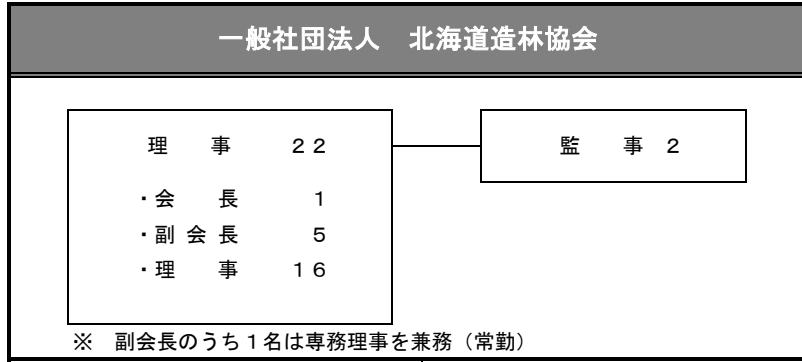 一般社団法人　北海道造林協会
理　　事　　２２
監　　事　２
・会　　長　　　１
・副 会 長　　　５
・理　　事　　１６
※　副会長のうち１名は専務理事を兼務（常勤）